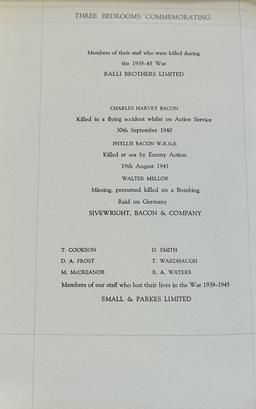 THREE BEDROOMS COMMEMORATING
Members of their staff who were killed during
the 1939-45 War
RALLI BROTHERS LIMITED
CHARLES HARVEY BACON
Killed in a flying accident whilst on Active Service
30th September 1940
PHYLLIS BACON W.R.N.S.
Killed at sea by Enemy Action
19th August 1941
WALTER MELLOR
Missing, presumed killed on a Bombing
Raid on Germany
SIVEWRIGHT, BACON & COMPANY
T. COOKSON D. SMITH
D. A. FROST T. WARDHAUGH
M. McCREANOR R. A. WATERS
Members of our staff who lost their lives in the War 1939-1945
SMALL & PARKES LIMITED